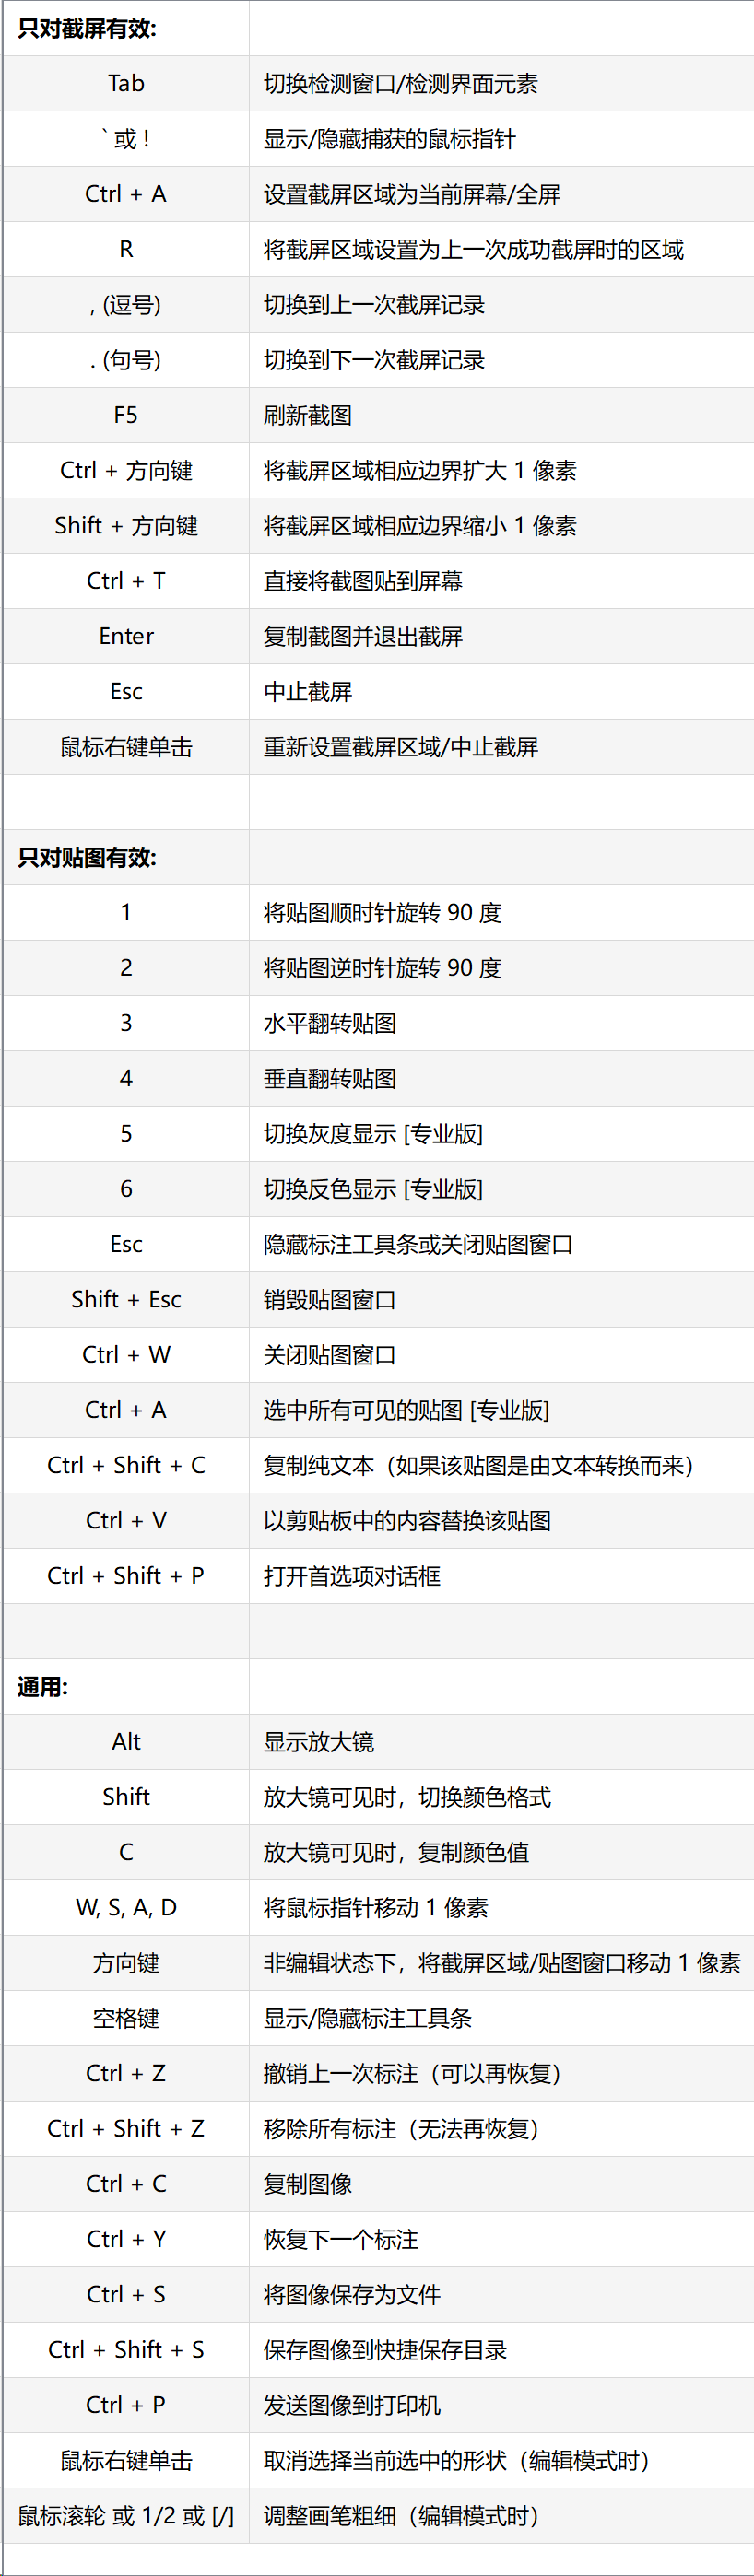 只对截屏有效:
Tab 切换检测窗口/检测界面元素
` 或 ! 显示/隐藏捕获的鼠标指针
Ctrl + A 设置截屏区域为当前屏幕/全屏
R 将截屏区域设置为上一次成功截屏时的区域
, (逗号) 切换到上一次截屏记录
. (句号) 切换到下一次截屏记录
F5 刷新截图
Ctrl + 方向键 将截屏区域相应边界扩大 1 像素
Shift + 方向键 将截屏区域相应边界缩小 1 像素
Ctrl + T 直接将截图贴到屏幕
Enter 复制截图并退出截屏
Esc 中止截屏
鼠标右键单击 重新设置截屏区域/中止截屏
只对贴图有效:
1 将贴图顺时针旋转 90 度
2 将贴图逆时针旋转 90 度
3 水平翻转贴图
4 垂直翻转贴图
5 切换灰度显示 [专业版]
6 切换反色显示 [专业版]
Esc 隐藏标注工具条或关闭贴图窗口
Shift + Esc 销毁贴图窗口
Ctrl + W 关闭贴图窗口
Ctrl + A 选中所有可见的贴图 [专业版]
Ctrl + Shift + C 复制纯文本（如果该贴图是由文本转换而来）
Ctrl + V 以剪贴板中的内容替换该贴图
Ctrl + Shift + P 打开首选项对话框
通用:
Alt 显示放大镜
Shift 放大镜可见时，切换颜色格式
C 放大镜可见时，复制颜色值
W, S, A, D 将鼠标指针移动 1 像素
方向键 非编辑状态下，将截屏区域/贴图窗口移动 1 像素
空格键 显示/隐藏标注工具条
Ctrl + Z 撤销上一次标注（可以再恢复）
Ctrl + Shift + Z 移除所有标注（无法再恢复）
Ctrl + C 复制图像
Ctrl + Y 恢复下一个标注
Ctrl + S 将图像保存为文件
Ctrl + Shift + S 保存图像到快捷保存目录
Ctrl + P 发送图像到打印机
鼠标右键单击 取消选择当前选中的形状（编辑模式时）
鼠标滚轮 或 1/2 或 [/] 调整画笔粗细（编辑模式时）